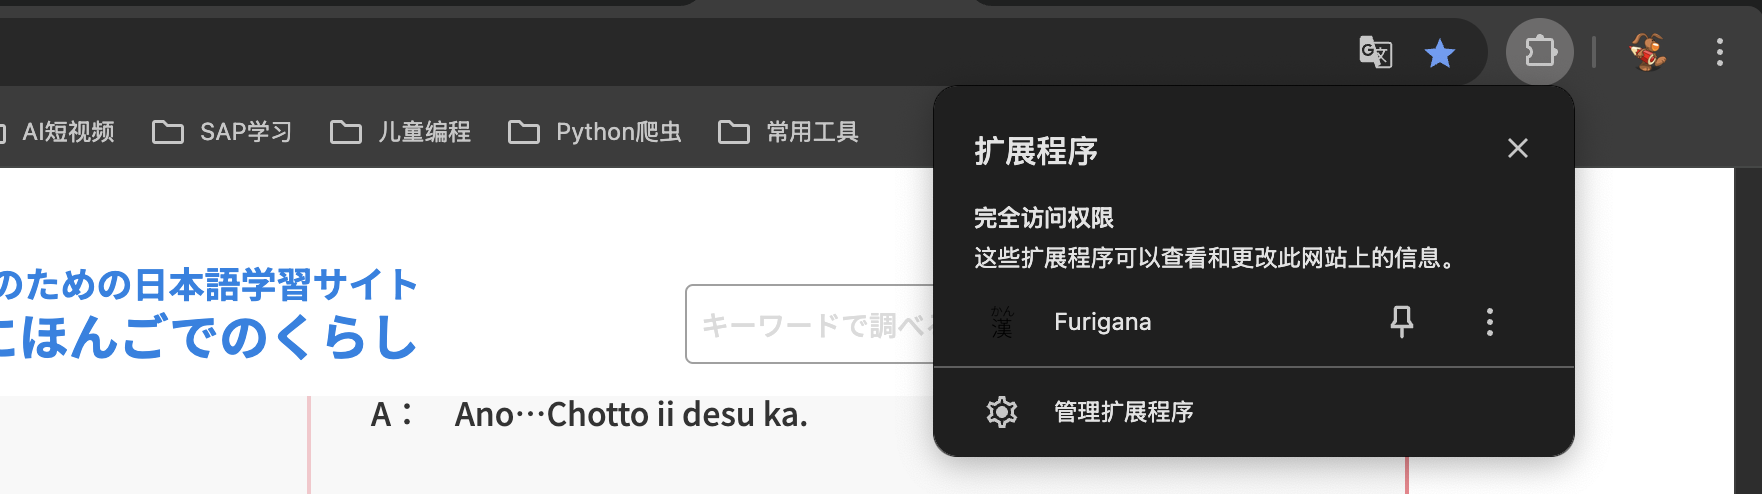 AI短视频
SAP学习
儿童编程
Python爬虫
常用工具
扩展程序
完全访问权限
这些扩展程序可以查看和更改此网站上的信息。
かん
漢
Furigana
管理扩展程序
のための日本語学習サイト
にほんごでのくらし
キーワードで調べ
A： Ano…Chotto ii desu ka.